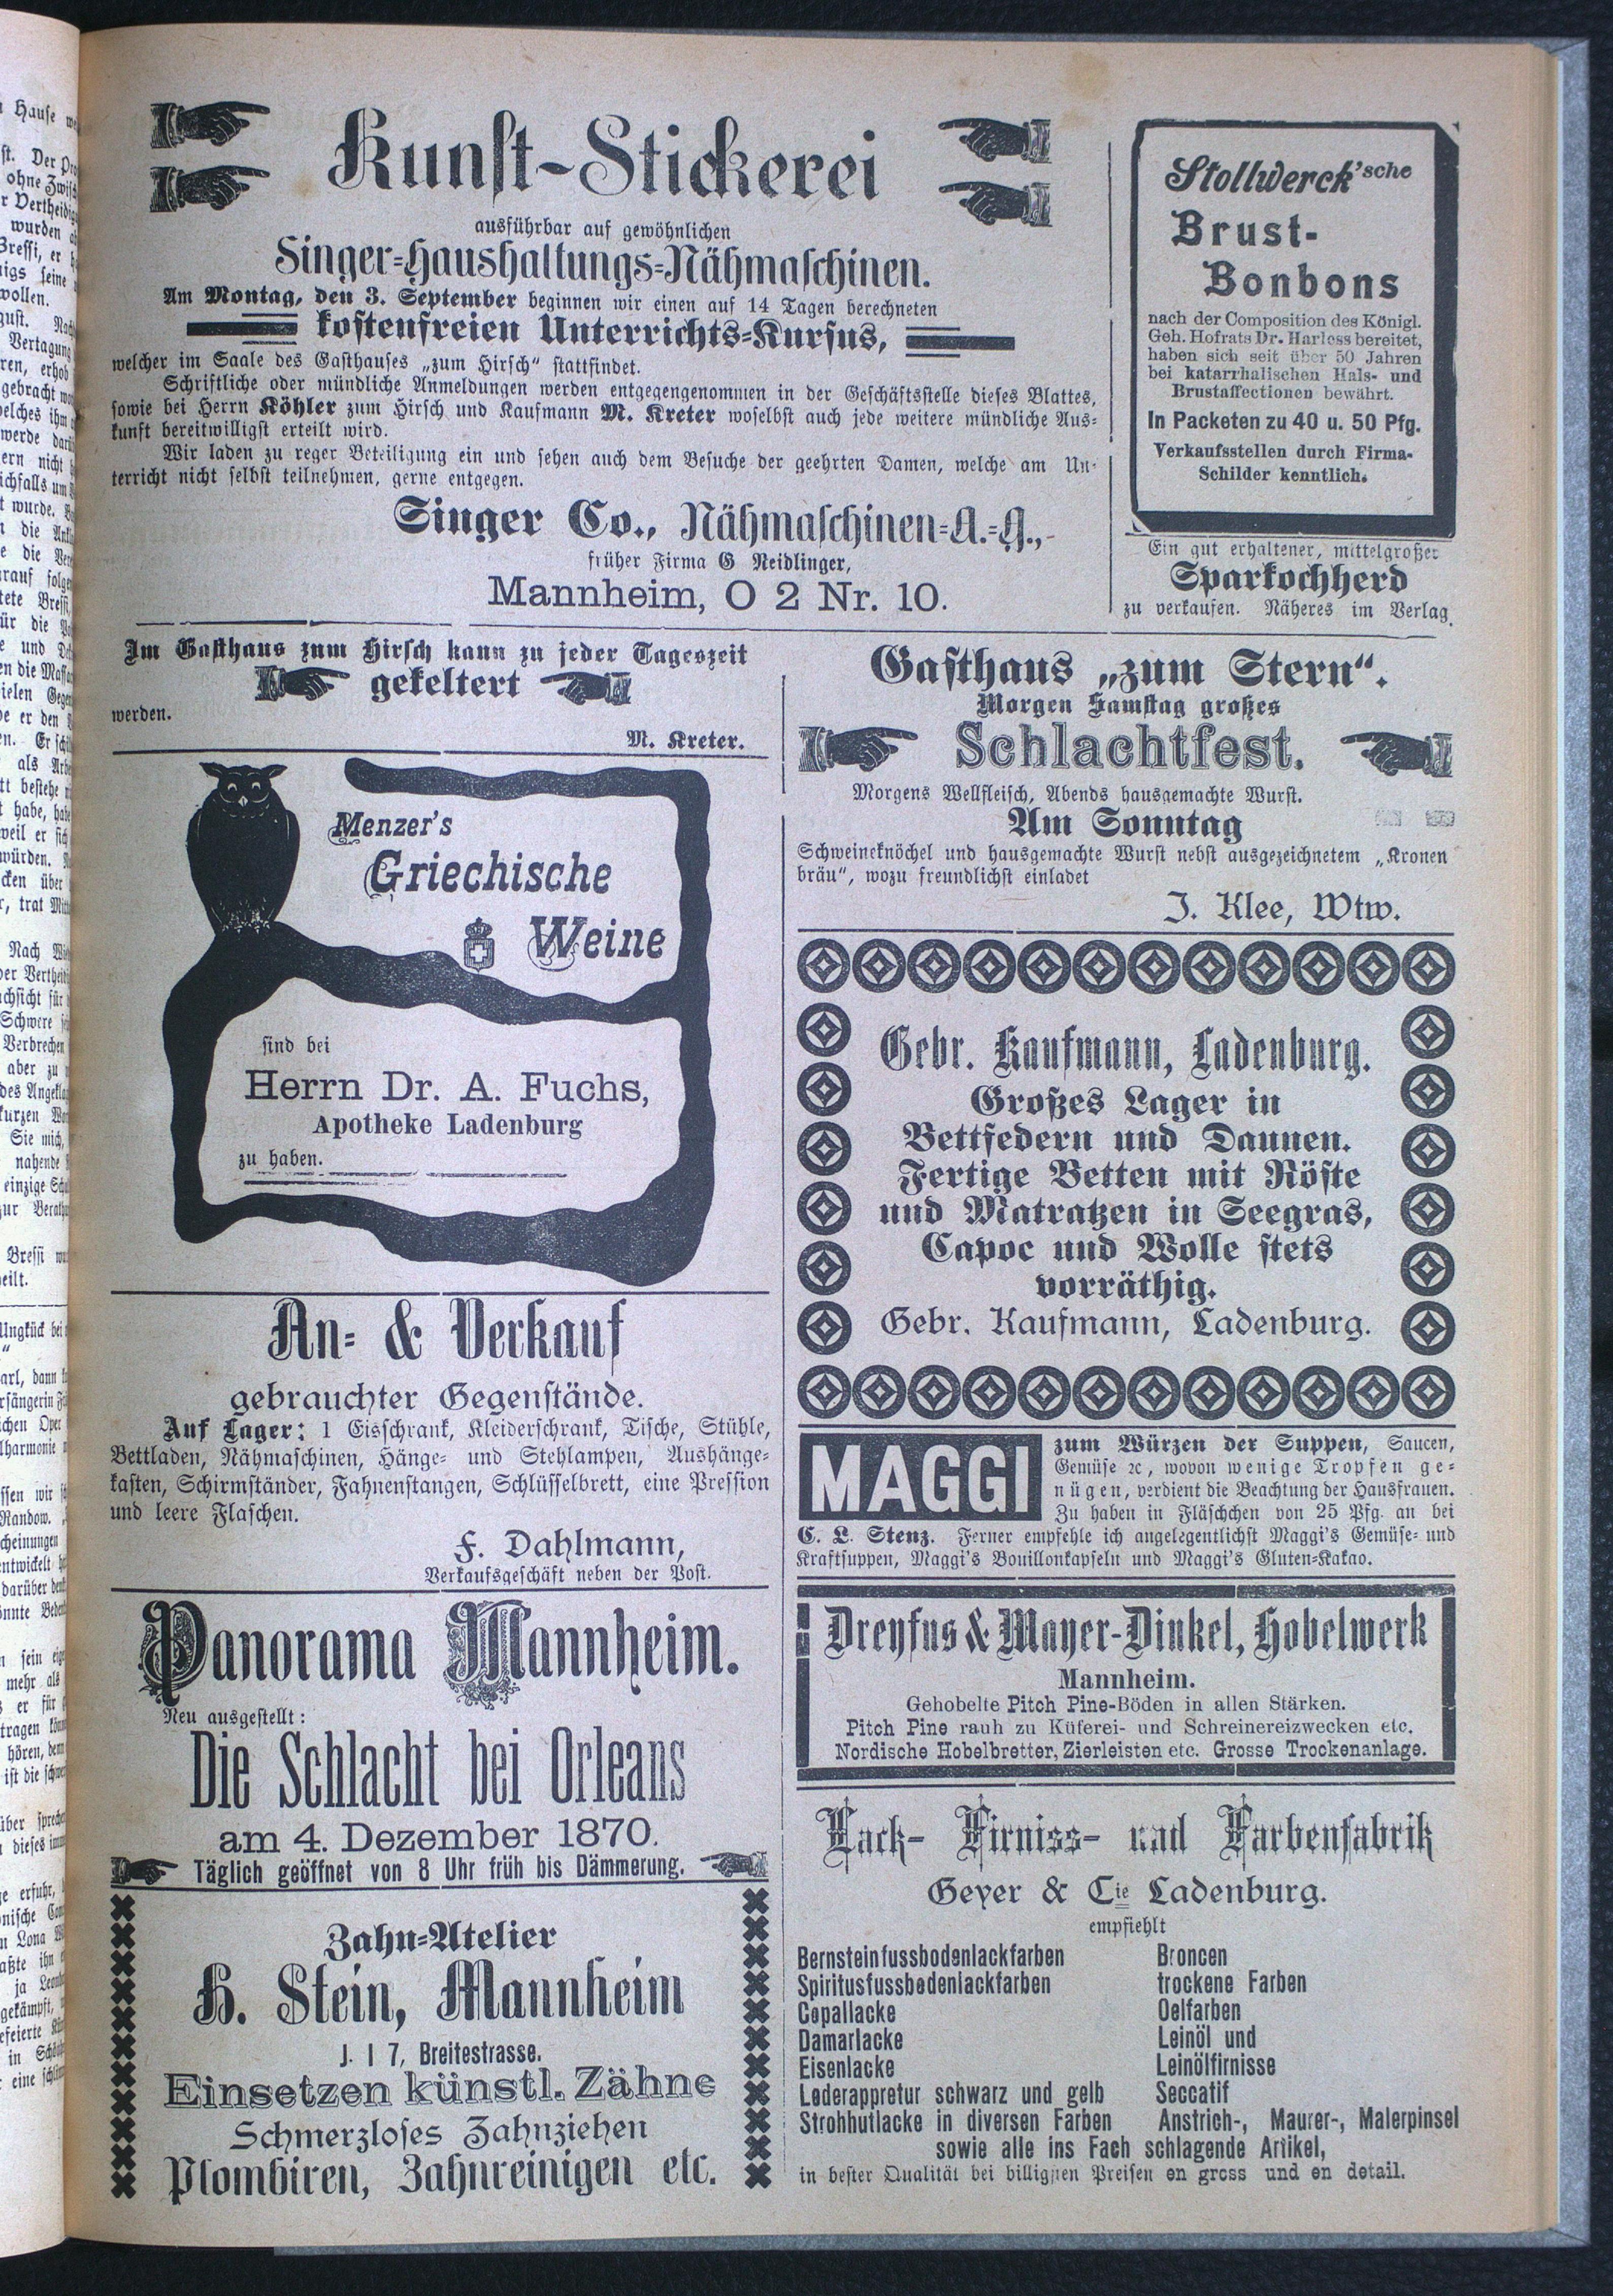 Kunst-Stickerei
ausführbar auf gewöhnlichen
Singer-Haushaltungs-Nähmaschinen.
Am Montag, den 3. September beginnen wir einen auf 14 Tagen berechneten
kostenfreien Unterrichts-Kursus,
welcher im Saale des Gasthauses „zum Hirsch“ stattfindet.
Schriftliche oder mündliche Anmeldungen werden entgegengenommen in der Geschäftsstelle dieses Blattes,
sowie bei Herrn Köhler zum Hirsch und Kaufmann M. Kreter woselbst auch jede weitere mündliche Aus-
kunft bereitwilligst erteilt wird.
Wir laden zu reger Beteiligung ein und sehen auch dem Besuche der geehrten Damen, welche am Un-
terricht nicht selbst teilnehmen, gerne entgegen.
Singer Co., Nähmaschinen-A.-G.,
früher Firma G Neidlinger,
Mannheim, O 2 Nr. 10.
Stollwerck'sche
Brust-
Bonbons
nach der Composition des Königl.
Geh. Hofrats Dr. Harless bereitet,
haben sich seit über 50 Jahren
bei katarrhalischen Hals- und
Brustaffectionen bewährt.
In Packeten zu 40 u. 50 Pfg.
Verkaufsstellen durch Firma-
Schilder kenntlich.
Ein gut erhaltener, mittelgroßer
Sparkochherd
zu verkaufen. Näheres im Verlag.
Im Gasthaus zum Hirsch kann zu jeder Tageszeit
gekeltert
werden.
M. Kreter.
Menzer's
Griechische
Weine
sind bei
Herrn Dr. A. Fuchs,
Apotheke Ladenburg
zu haben.
An- & Verkauf
gebrauchter Gegenstände.
Auf Lager: 1 Eisschrank, Kleiderschrank, Tische, Stühle,
Bettladen, Nähmaschinen, Hänge- und Stehlampen, Aushänge-
kasten, Schirmständer, Fahnenstangen, Schlüsselbrett, eine Pression
und leere Flaschen.
F. Dahlmann,
Verkaufsgeschäft neben der Post.
Panorama Mannheim.
Neu ausgestellt:
Die Schlacht bei Orleans
am 4. Dezember 1870.
Täglich geöffnet von 8 Uhr früh bis Dämmerung.
Zahn-Atelier
H. Stein, Mannheim
J. 1 7, Breitestrasse.
Einsetzen künstl. Zähne
Schmerzloses Zahnziehen
Plombiren, Zahnreinigen etc.
Gasthaus „zum Stern“.
Morgen Samstag großes
Schlachtfest.
Morgens Wellfleisch, Abends hausgemachte Wurst.
Am Sonntag
Schweineknöchel und hausgemachte Wurst nebst ausgezeichnetem „Kronen
bräu“, wozu freundlichst einladet
J. Klee, Wtw.
Gebr. Kaufmann, Ladenburg.
Großes Lager in
Bettfedern und Daunen.
Fertige Betten mit Röste
und Matratzen in Seegras,
Capoc und Wolle stets
vorräthig.
Gebr. Kaufmann, Ladenburg.
MAGGI
zum Würzen der Suppen, Saucen,
Gemüse ꝛc, wovon wenige Tropfen ge-
nügen, verdient die Beachtung der Hausfrauen.
Zu haben in Fläschchen von 25 Pfg. an bei
C. L. Stenz. Ferner empfehle ich angelegentlichst Maggi's Gemüse- und
Kraftsuppen, Maggi's Bouillonkapseln und Maggi's Gluten-Kakao.
Dreyfus & Mayer-Dinkel, Hobelwerk
Mannheim.
Gehobelte Pitch Pine-Böden in allen Stärken.
Pitch Pine rauh zu Küferei- und Schreinereizwecken etc.
Nordische Hobelbretter, Zierleisten etc. Grosse Trockenanlage.
Lack- Firniss- und Farbenfabrik
Geyer & Cie Ladenburg.
empfiehlt
Bernsteinfussbodenlackfarben
Spiritusfussbodenlackfarben
Copallacke
Damarlacke
Eisenlacke
Lederappretur schwarz und gelb
Strohhutlacke in diversen Farben
Broncen
trockene Farben
Oelfarben
Leinöl und
Leinölfirnisse
Seccatif
Anstrich-, Maurer-, Malerpinsel
sowie alle ins Fach schlagende Artikel,
in bester Qualität bei billigsten Preisen en gross und en detail.